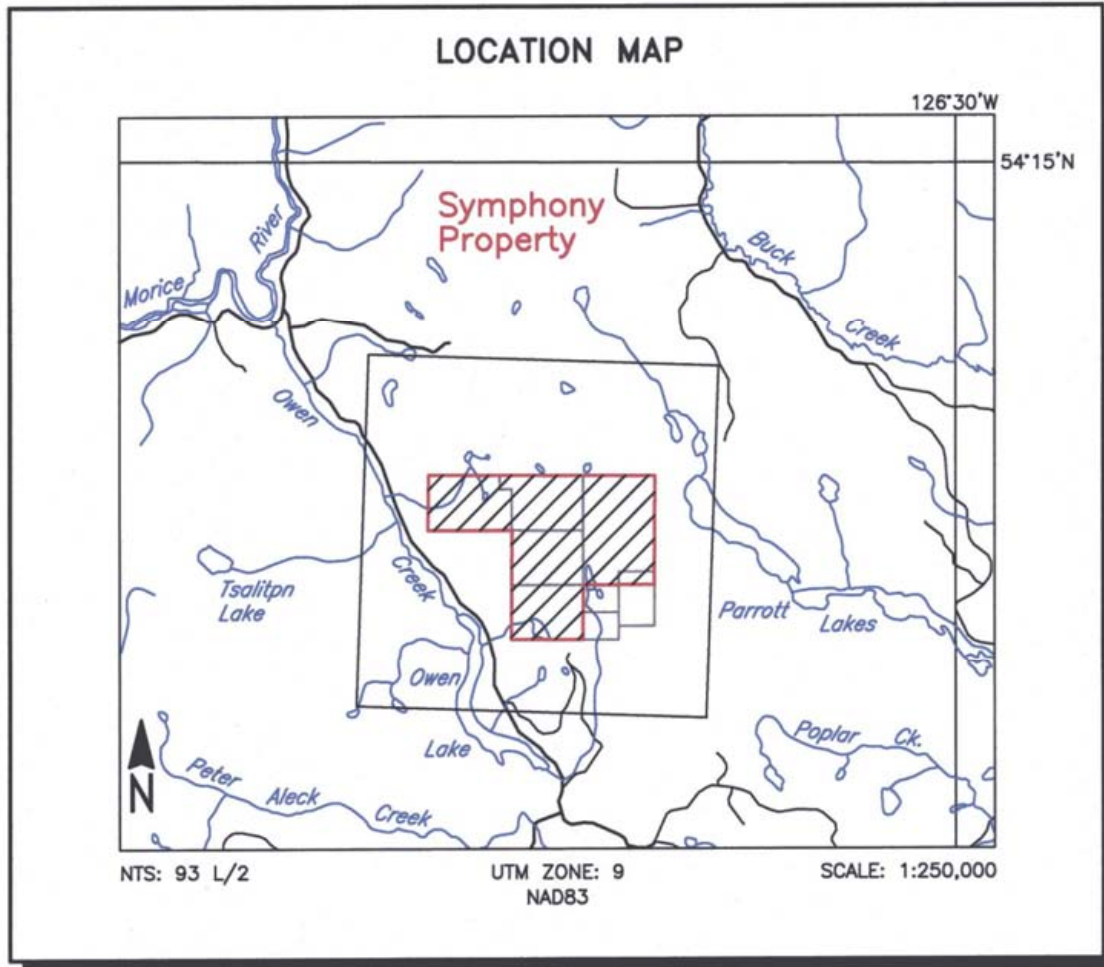 LOCATION MAP
126°30'W
54°15'N
Symphony
Property
River
Morice
Buck
Creek
Owen
Creek
Tsalitpn
Lake
Parrott Lakes
Owen
Lake
Poplar Ck.
Peter Aleck Creek
N
NTS: 93 L/2
UTM ZONE: 9
NAD83
SCALE: 1:250,000